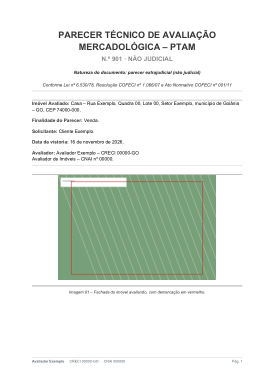 PARECER TÉCNICO DE AVALIAÇÃO
MERCADOLÓGICA – PTAM
N.º 901 · NÃO JUDICIAL
Natureza do documento: parecer extrajudicial (não judicial)
Conforme Lei nº 6.530/78, Resolução COFECI nº 1.066/07 e Ato Normativo COFECI nº 001/11
Imóvel Avaliando: Casa – Rua Exemplo, Quadra 00, Lote 00, Setor Exemplo, município de Goiânia
– GO, CEP 74000-000.
Finalidade do Parecer: Venda.
Solicitante: Cliente Exemplo.
Data da vistoria: 16 de novembro de 2026.
Avaliador: Avaliador Exemplo – CRECI 00000-GO
Avaliador de Imóveis – CNAI nº 00000.
Imagem 01 – Fachada do imóvel avaliando, com demarcação em vermelho.
Avaliador Exemplo · CRECI 00000-GO · CNAI 00000
Pág. 1